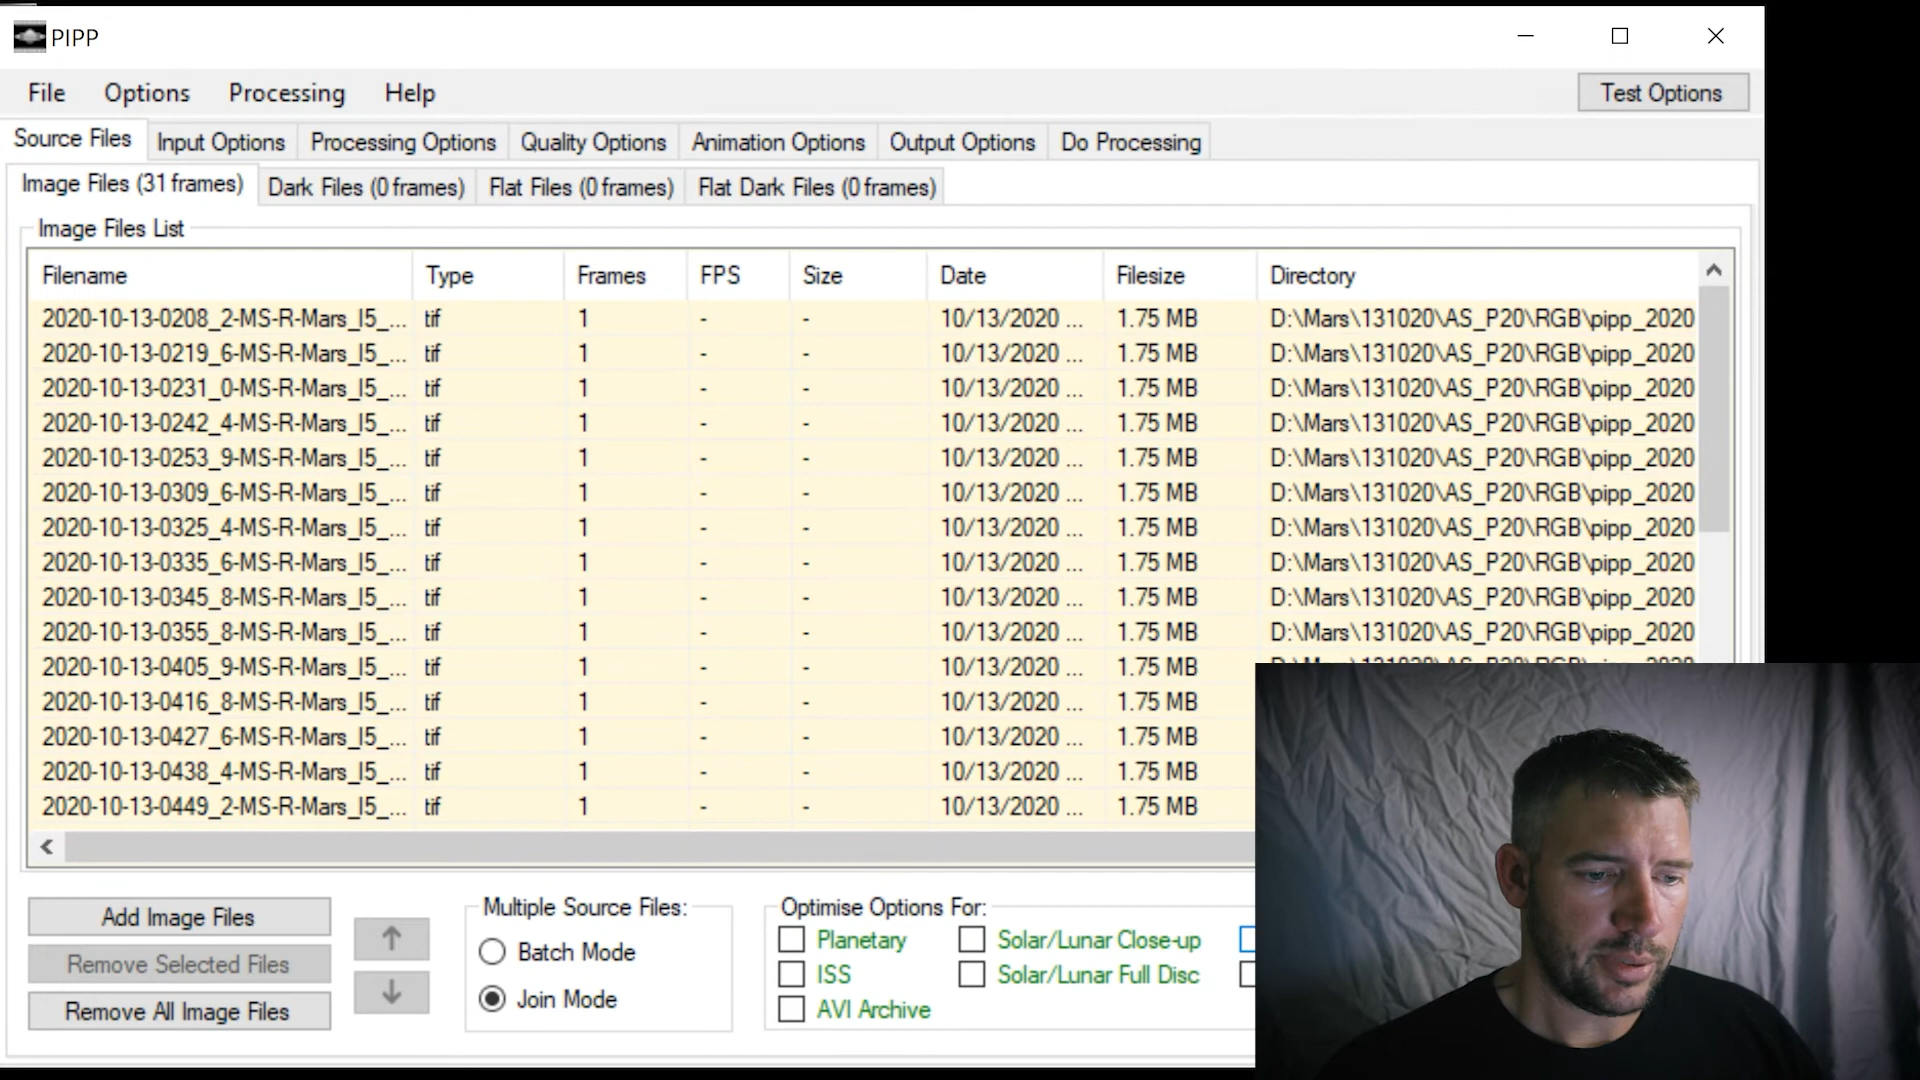 PIPP
File Options Processing Help Test Options
Source Files Input Options Processing Options Quality Options Animation Options Output Options Do Processing
Image Files (31 frames) Dark Files (0 frames) Flat Files (0 frames) Flat Dark Files (0 frames)
Image Files List
Filename Type Frames FPS Size Date Filesize Directory
2020-10-13-0208_2-MS-R-Mars_I5_... tif 1 - - 10/13/2020 ... 1.75 MB D:\Mars\131020\AS_P20\RGB\pipp_2020
2020-10-13-0219_6-MS-R-Mars_I5_... tif 1 - - 10/13/2020 ... 1.75 MB D:\Mars\131020\AS_P20\RGB\pipp_2020
2020-10-13-0231_0-MS-R-Mars_I5_... tif 1 - - 10/13/2020 ... 1.75 MB D:\Mars\131020\AS_P20\RGB\pipp_2020
2020-10-13-0242_4-MS-R-Mars_I5_... tif 1 - - 10/13/2020 ... 1.75 MB D:\Mars\131020\AS_P20\RGB\pipp_2020
2020-10-13-0253_9-MS-R-Mars_I5_... tif 1 - - 10/13/2020 ... 1.75 MB D:\Mars\131020\AS_P20\RGB\pipp_2020
2020-10-13-0309_6-MS-R-Mars_I5_... tif 1 - - 10/13/2020 ... 1.75 MB D:\Mars\131020\AS_P20\RGB\pipp_2020
2020-10-13-0325_4-MS-R-Mars_I5_... tif 1 - - 10/13/2020 ... 1.75 MB D:\Mars\131020\AS_P20\RGB\pipp_2020
2020-10-13-0335_6-MS-R-Mars_I5_... tif 1 - - 10/13/2020 ... 1.75 MB D:\Mars\131020\AS_P20\RGB\pipp_2020
2020-10-13-0345_8-MS-R-Mars_I5_... tif 1 - - 10/13/2020 ... 1.75 MB D:\Mars\131020\AS_P20\RGB\pipp_2020
2020-10-13-0355_8-MS-R-Mars_I5_... tif 1 - - 10/13/2020 ... 1.75 MB D:\Mars\131020\AS_P20\RGB\pipp_2020
2020-10-13-0405_9-MS-R-Mars_I5_... tif 1 - - 10/13/2020 ... 1.75 MB
2020-10-13-0416_8-MS-R-Mars_I5_... tif 1 - - 10/13/2020 ... 1.75 MB
2020-10-13-0427_6-MS-R-Mars_I5_... tif 1 - - 10/13/2020 ... 1.75 MB
2020-10-13-0438_4-MS-R-Mars_I5_... tif 1 - - 10/13/2020 ... 1.75 MB
2020-10-13-0449_2-MS-R-Mars_I5_... tif 1 - - 10/13/2020 ... 1.75 MB
Add Image Files
Remove Selected Files
Remove All Image Files
Multiple Source Files:
Batch Mode
Join Mode
Optimise Options For:
Planetary Solar/Lunar Close-up
ISS Solar/Lunar Full Disc
AVI Archive